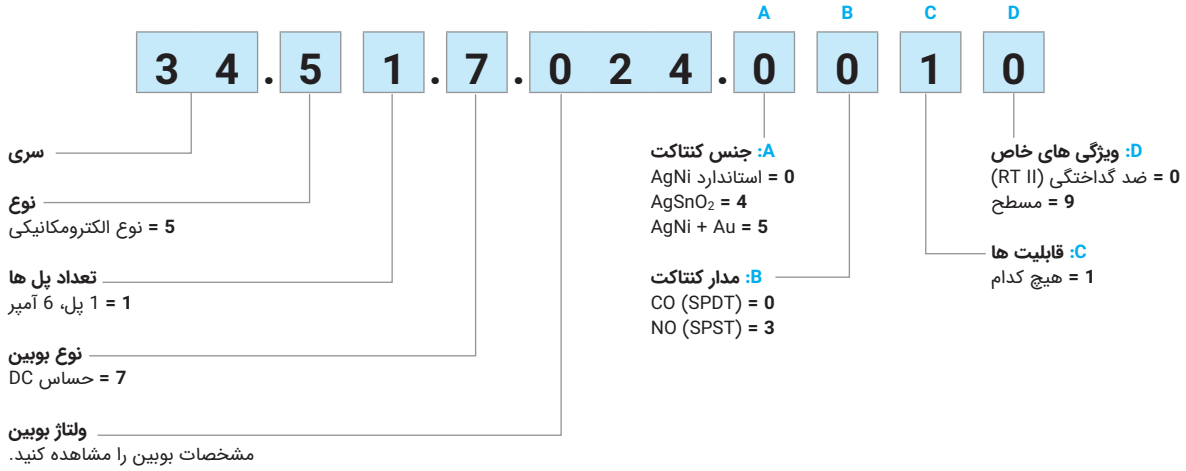 A B C D
3 4 . 5 1 . 7 . 0 2 4 . 0 0 1 0
سری
نوع
5 = نوع الکترومکانیکی
تعداد پل ها
1 = 1 پل، 6 آمپر
نوع بوبین
7 = حساس DC
ولتاژ بوبین
مشخصات بوبین را مشاهده کنید.
A: جنس کنتاکت
0 = استاندارد AgNi
AgSnO₂ = 4
AgNi + Au = 5
B: مدار کنتاکت
CO (SPDT) = 0
NO (SPST) = 3
D: ویژگی های خاص
0 = ضد گداختگی (RT II)
9 = مسطح
C: قابلیت ها
1 = هیچ کدام